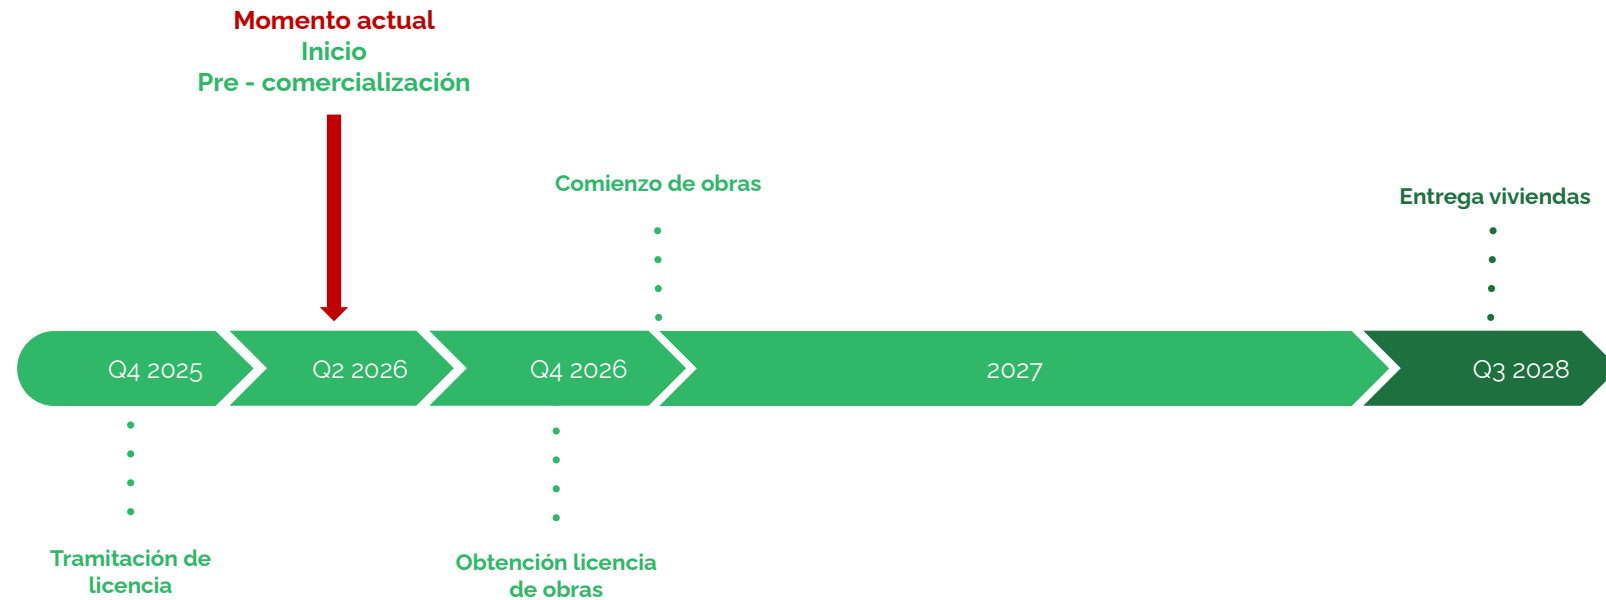 Momento actual
Inicio
Pre - comercialización
Comienzo de obras
Entrega viviendas
Q4 2025
Q2 2026
Q4 2026
2027
Q3 2028
Tramitación de
licencia
Obtención licencia
de obras